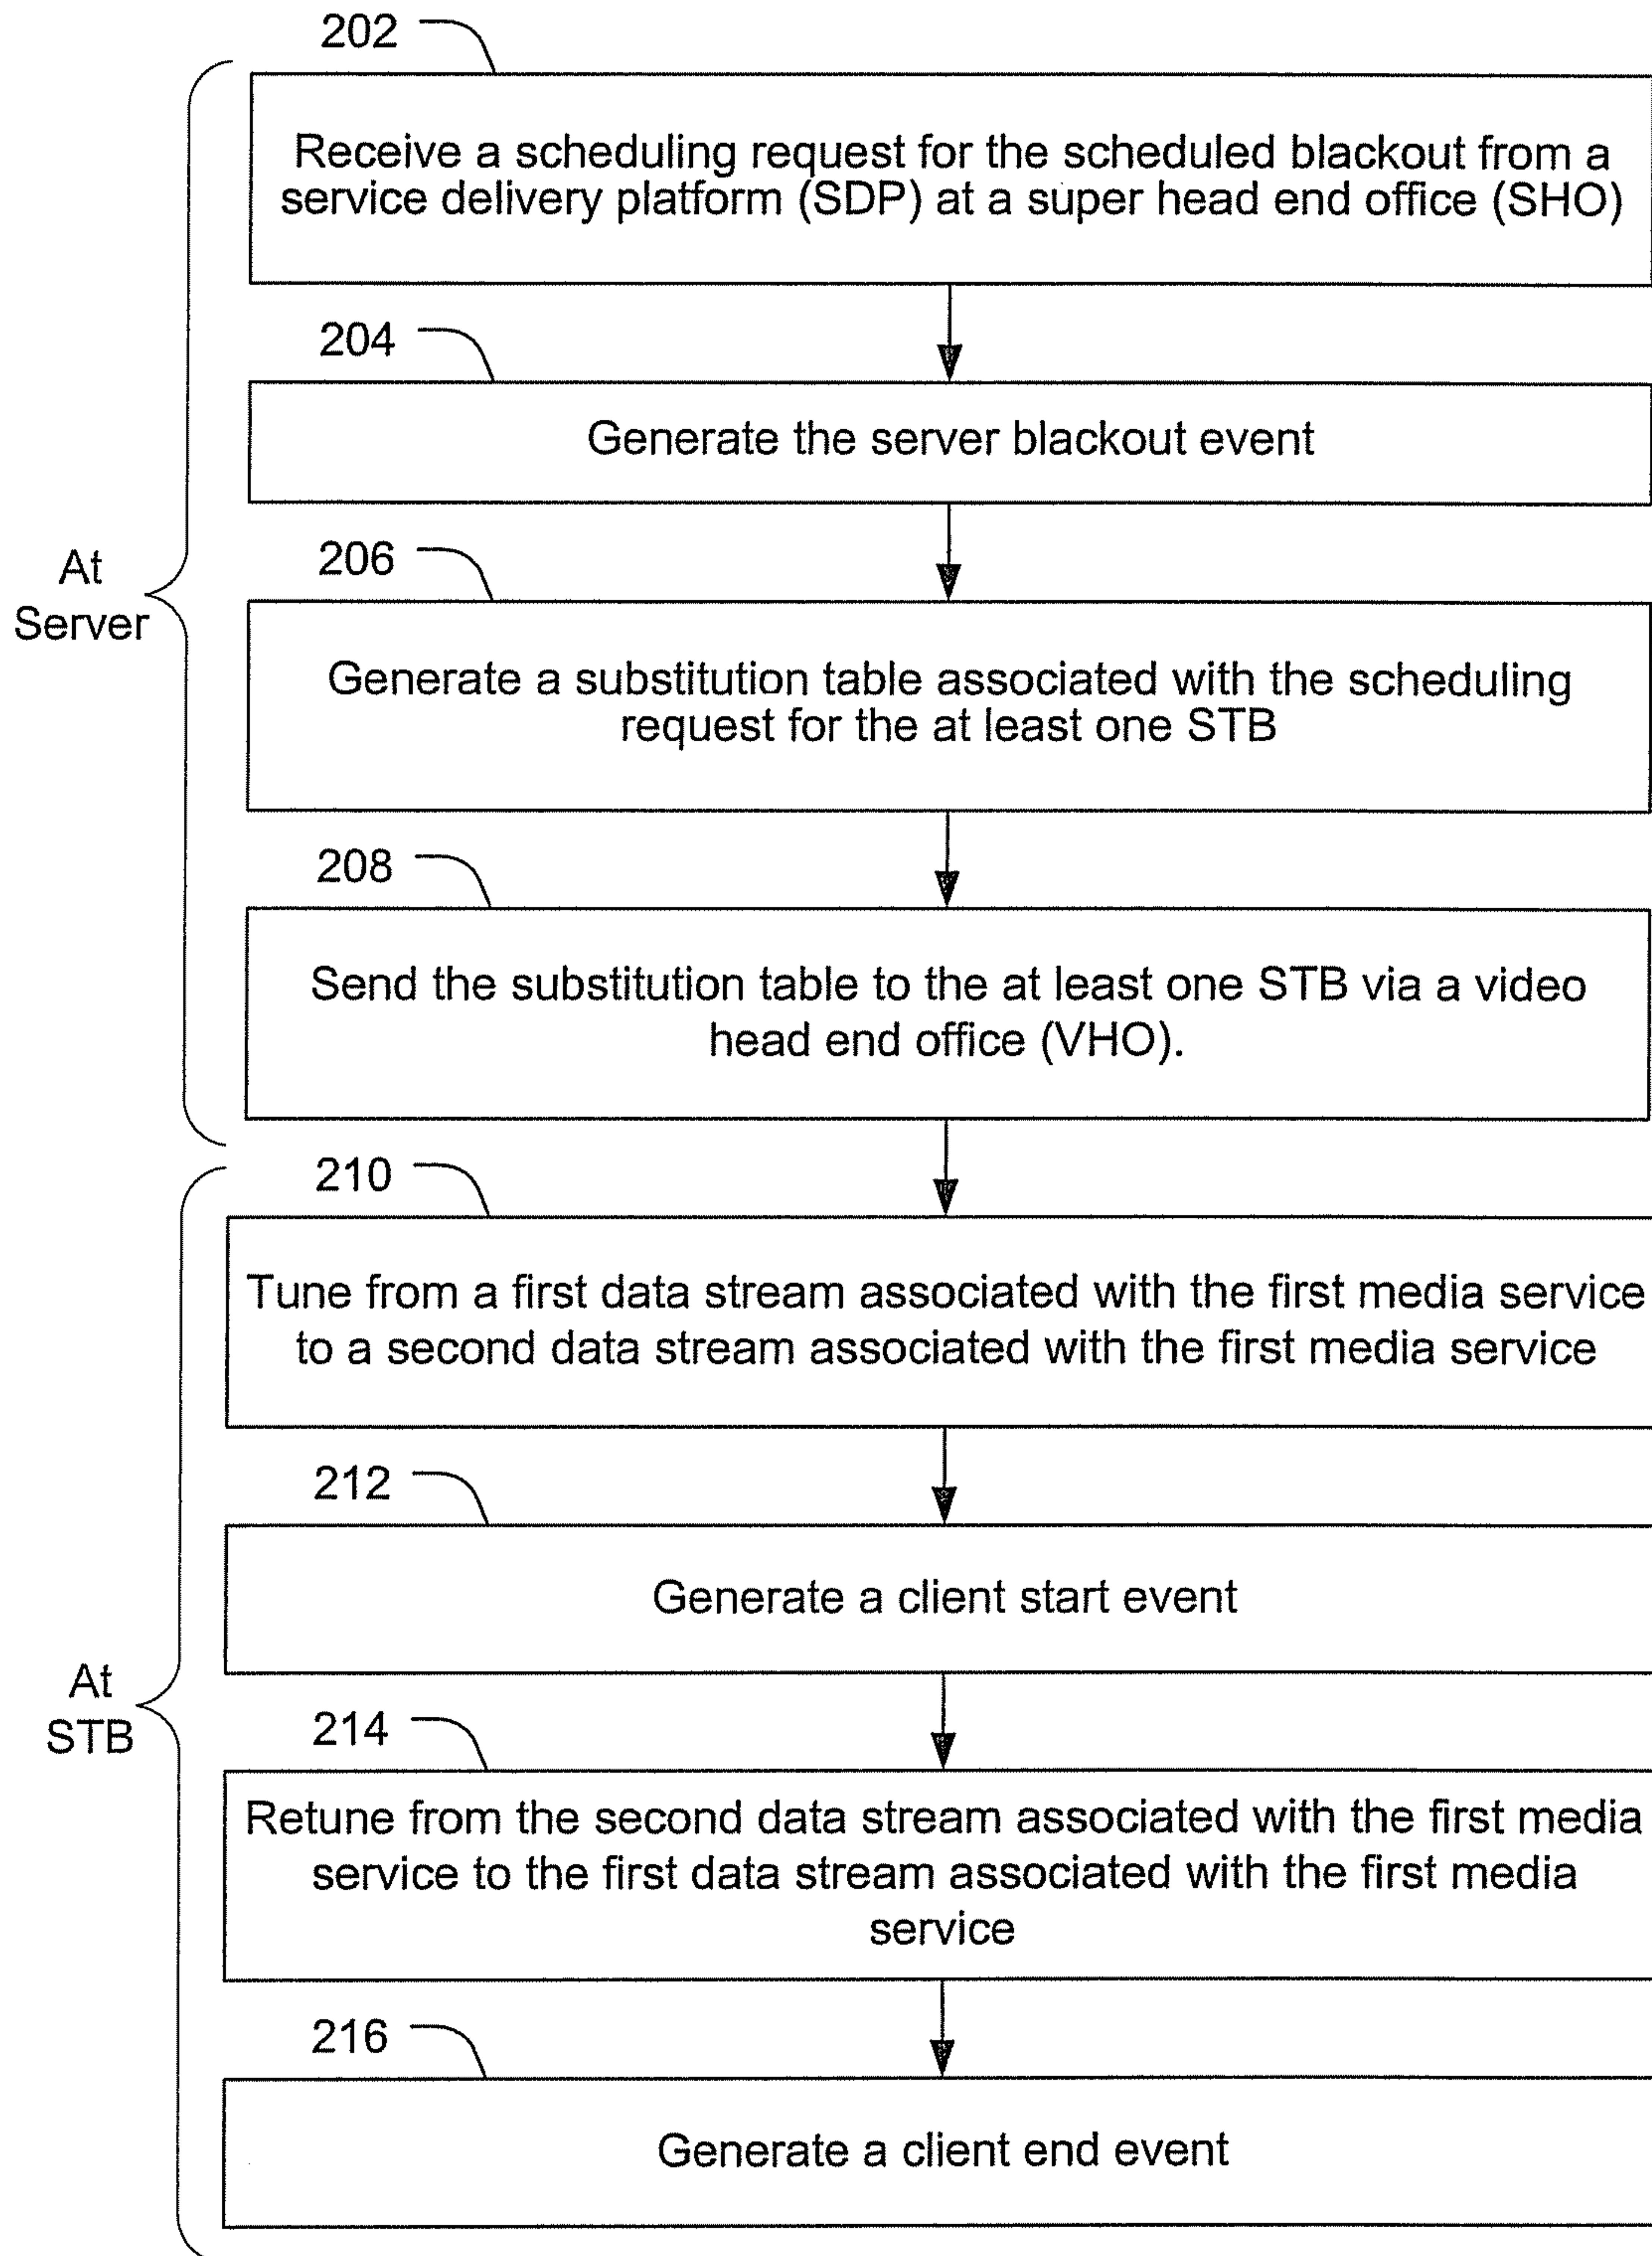 202
Receive a scheduling request for the scheduled blackout from a
service delivery platform (SDP) at a super head end office (SHO)
204
Generate the server blackout event
206
Generate a substitution table associated with the scheduling
request for the at least one STB
At
Server
208
Send the substitution table to the at least one STB via a video
head end office (VHO).
210
Tune from a first data stream associated with the first media service
to a second data stream associated with the first media service
212
Generate a client start event
At
STB
214
Retune from the second data stream associated with the first media
service to the first data stream associated with the first media
service
216
Generate a client end event